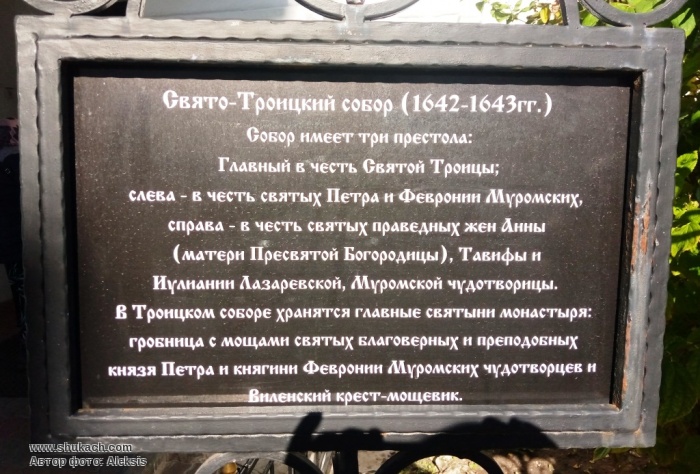 Свято-Троицкий собор (1642-1643гг.)
Собор имеет три престола:
Главный в честь Святой Троицы;
слева - в честь святых Петра и Февронии Муромских,
справа - в честь святых праведных жен Анны
(матери Пресвятой Богородицы), Тавифы и
Иулиании Лазаревской, Муромской чудотворицы.
В Троицком соборе хранятся главные святыни монастыря:
гробница с мощами святых благоверных и преподобных
князя Петра и княгини Февронии Муромских чудотворцев и
Виленский крест-мощевик.
www.shukach.com
Автор фото: Aleksis